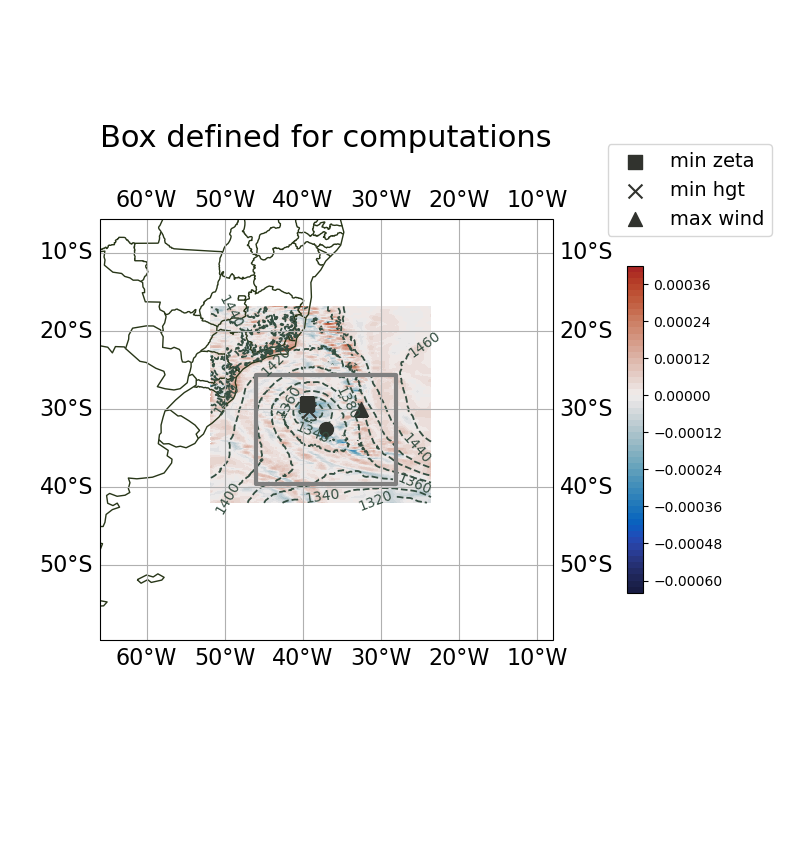 Box defined for computations
min zeta
min hgt
max wind
60°W 50°W 40°W 30°W 20°W 10°W
10°S 10°S
20°S 20°S
30°S 30°S
40°S 40°S
50°S 50°S
60°W 50°W 40°W 30°W 20°W 10°W
0.00036
0.00024
0.00012
0.00000
−0.00012
−0.00024
−0.00036
−0.00048
−0.00060
1460
1360
1380
1440
1360
1400
1340
1320